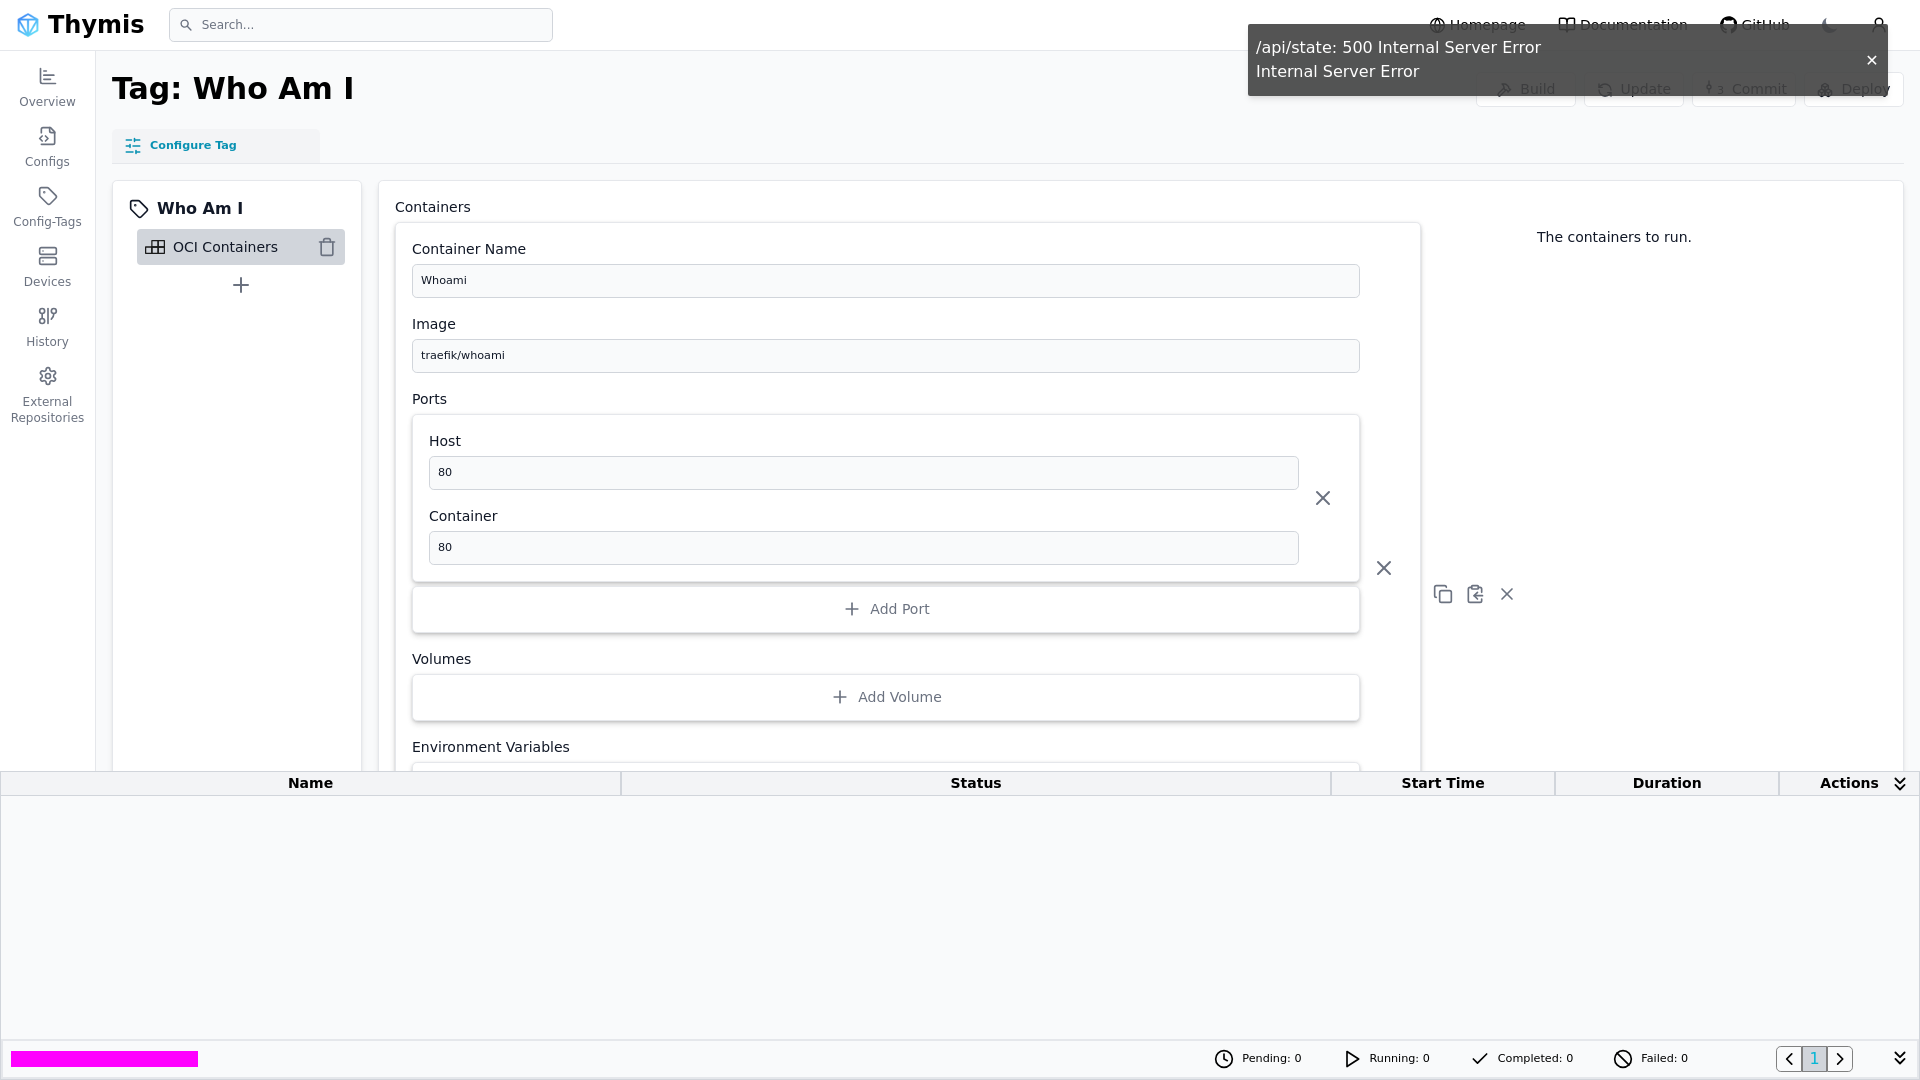 Thymis
Search...
Homepage
Documentation
GitHub
/api/state: 500 Internal Server Error
Internal Server Error
Tag: Who Am I
Build
Update
3 Commit
Deploy
Overview
Configs
Config-Tags
Devices
History
External
Repositories
Configure Tag
Who Am I
OCI Containers
Containers
The containers to run.
Container Name
Whoami
Image
traefik/whoami
Ports
Host
80
Container
80
Add Port
Volumes
Add Volume
Environment Variables
Name
Status
Start Time
Duration
Actions
Pending: 0
Running: 0
Completed: 0
Failed: 0
1